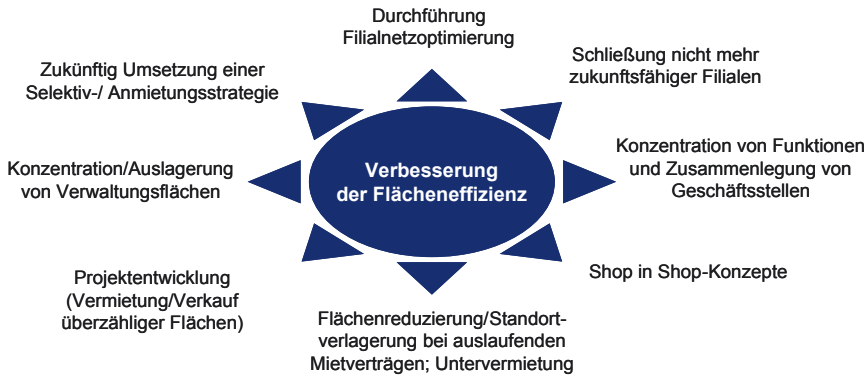 Durchführung
Filialnetzoptimierung
Schließung nicht mehr
zukunftsfähiger Filialen
Konzentration von Funktionen
und Zusammenlegung von
Geschäftsstellen
Shop in Shop-Konzepte
Flächenreduzierung/Standort-
verlagerung bei auslaufenden
Mietverträgen; Untervermietung
Projektentwicklung
(Vermietung/Verkauf
überzähliger Flächen)
Konzentration/Auslagerung
von Verwaltungsflächen
Zukünftig Umsetzung einer
Selektiv-/ Anmietungsstrategie
Verbesserung
der Flächeneffizienz